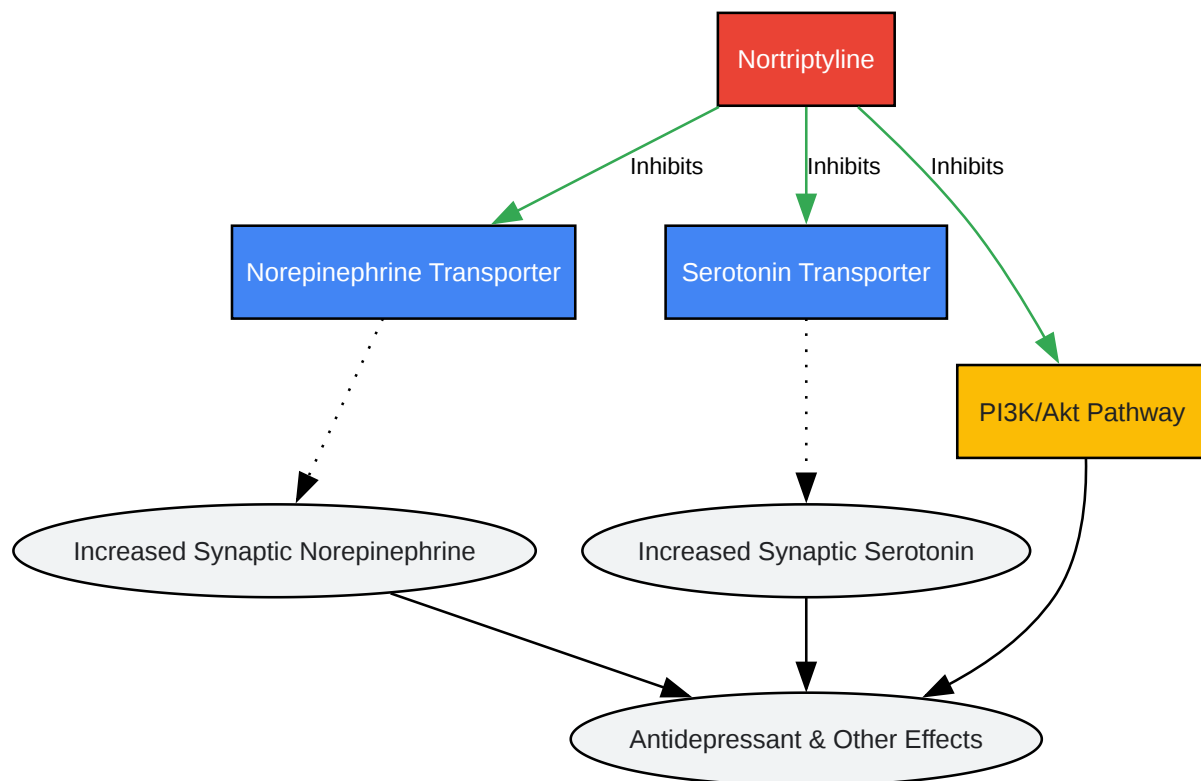 Nortriptyline
Inhibits
Inhibits
Inhibits
Norepinephrine Transporter
Serotonin Transporter
PI3K/Akt Pathway
Increased Synaptic Norepinephrine
Increased Synaptic Serotonin
Antidepressant & Other Effects